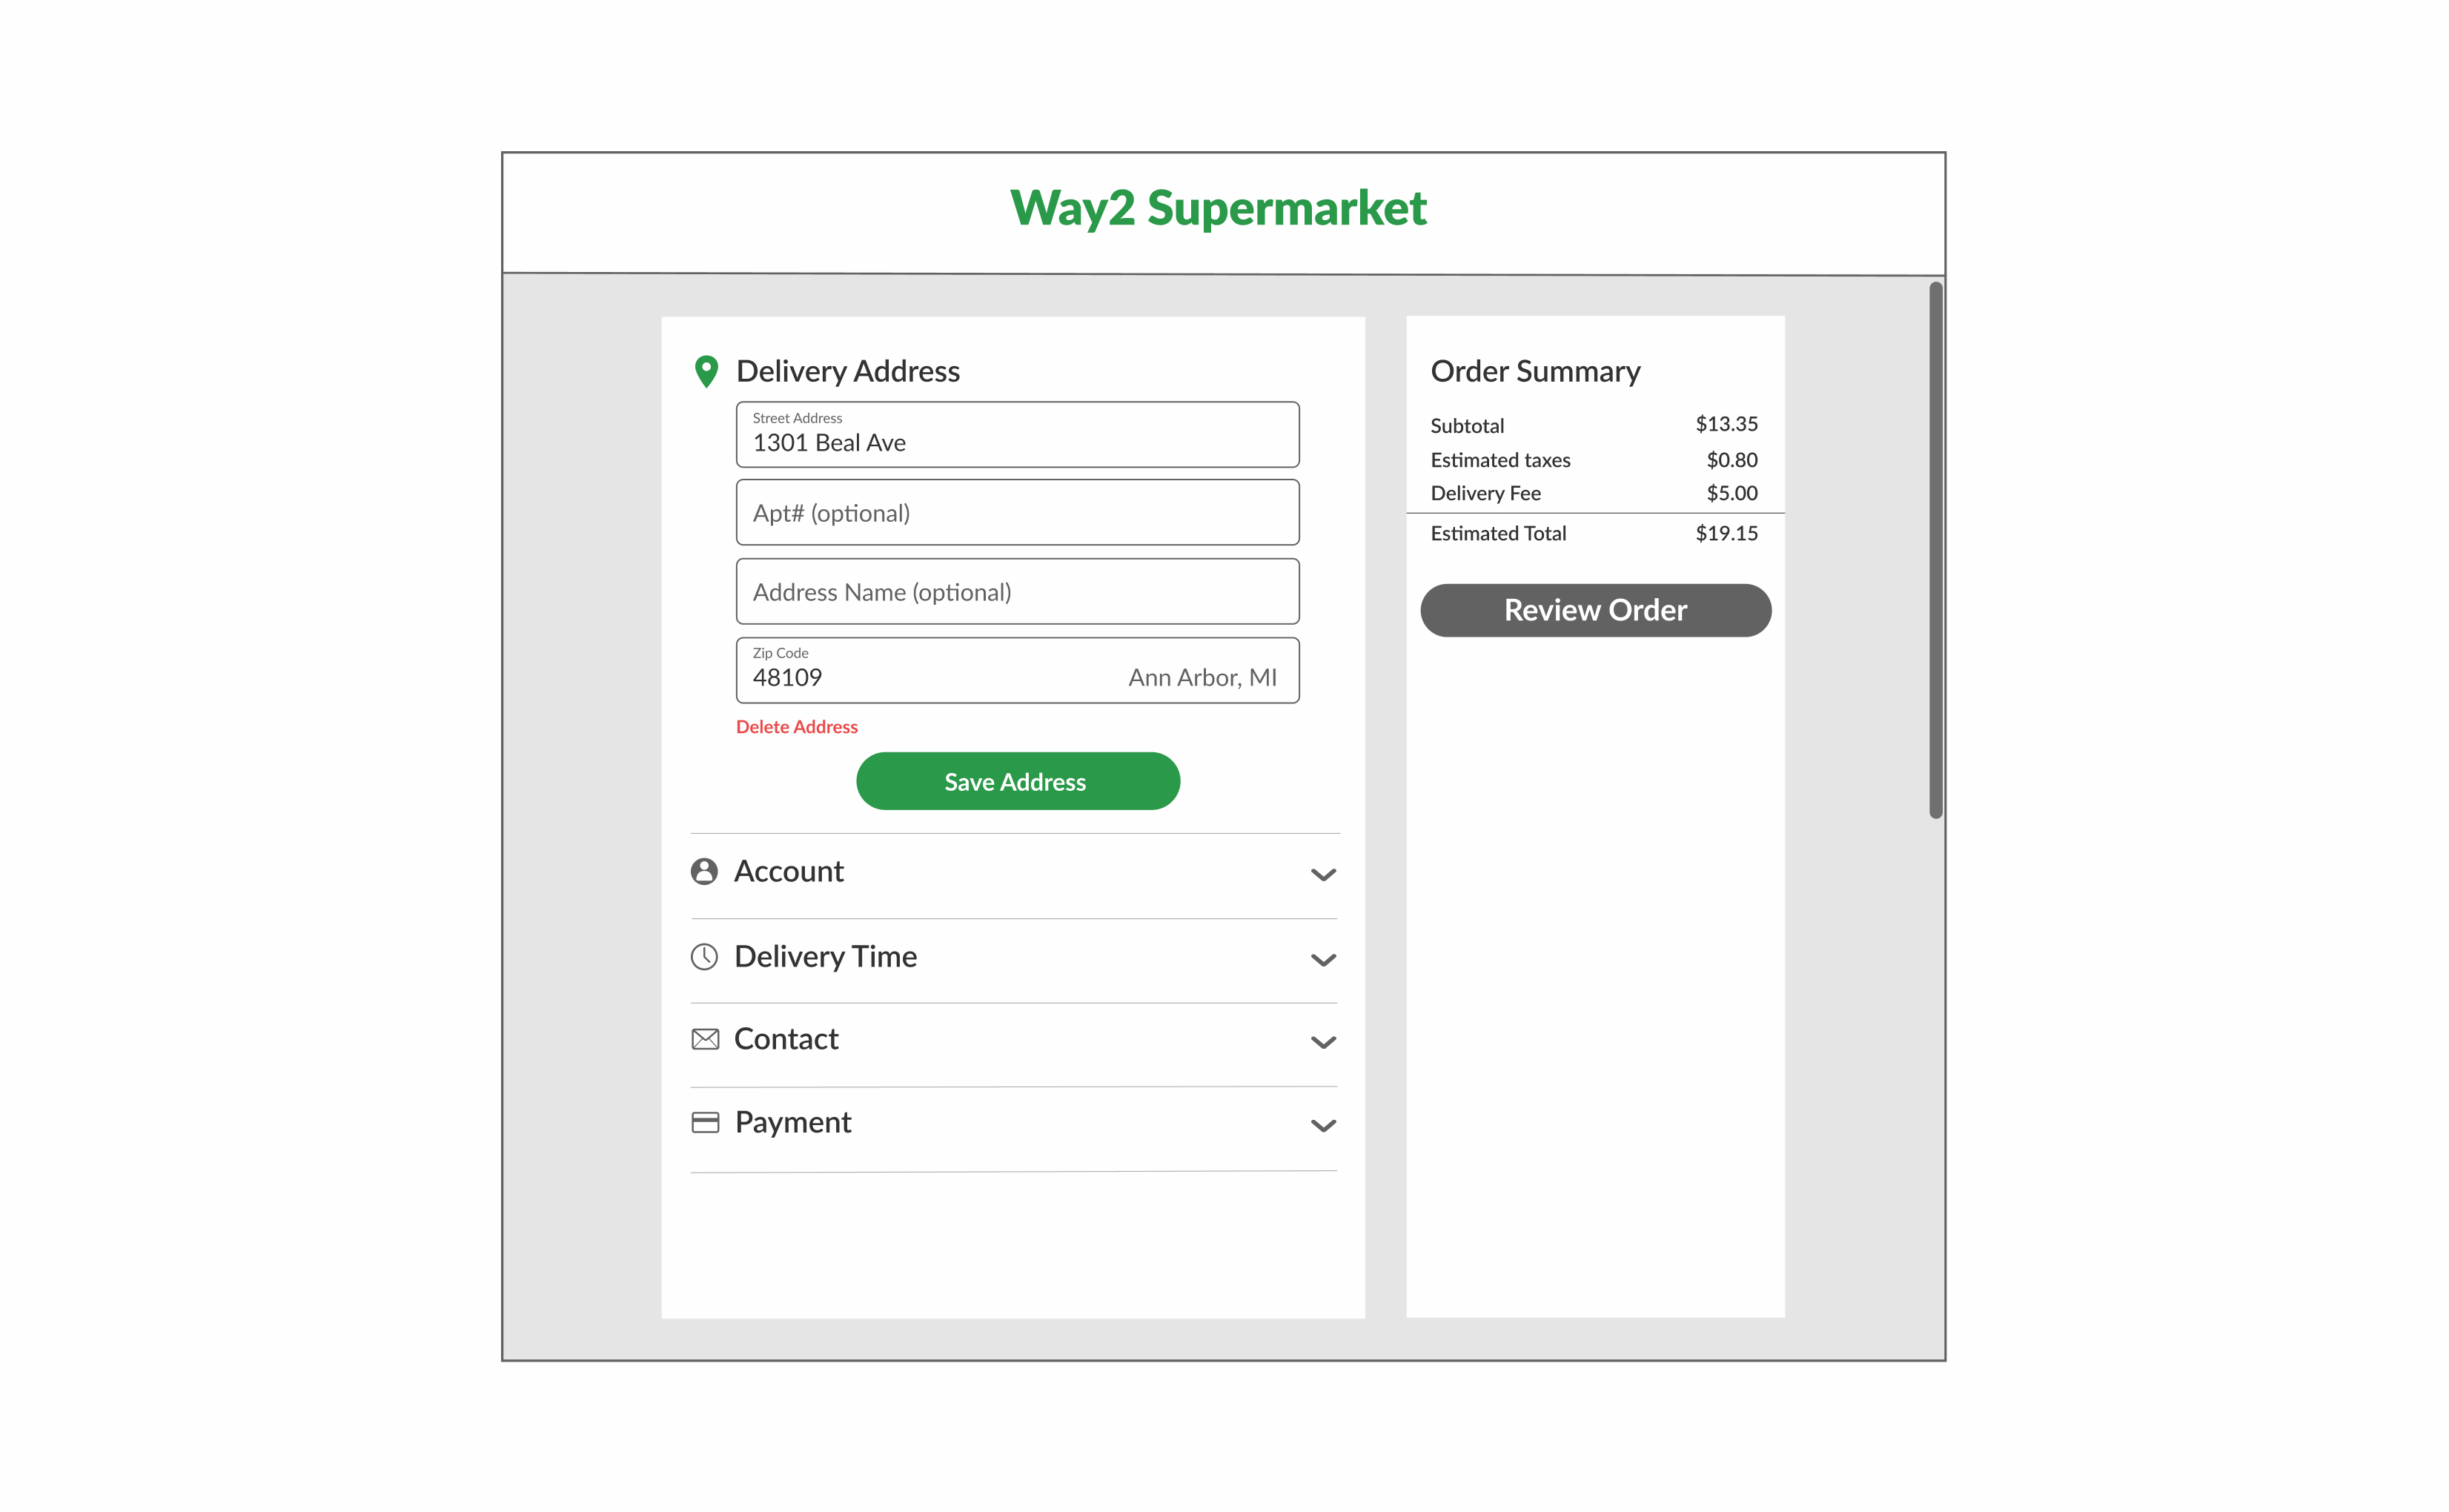 Way2 Supermarket
Delivery Address
Street Address
1301 Beal Ave
Apt# (optional)
Address Name (optional)
Zip Code
48109 Ann Arbor, MI
Delete Address
Save Address
Account
Delivery Time
Contact
Payment
Order Summary
Subtotal $13.35
Estimated taxes $0.80
Delivery Fee $5.00
Estimated Total $19.15
Review Order